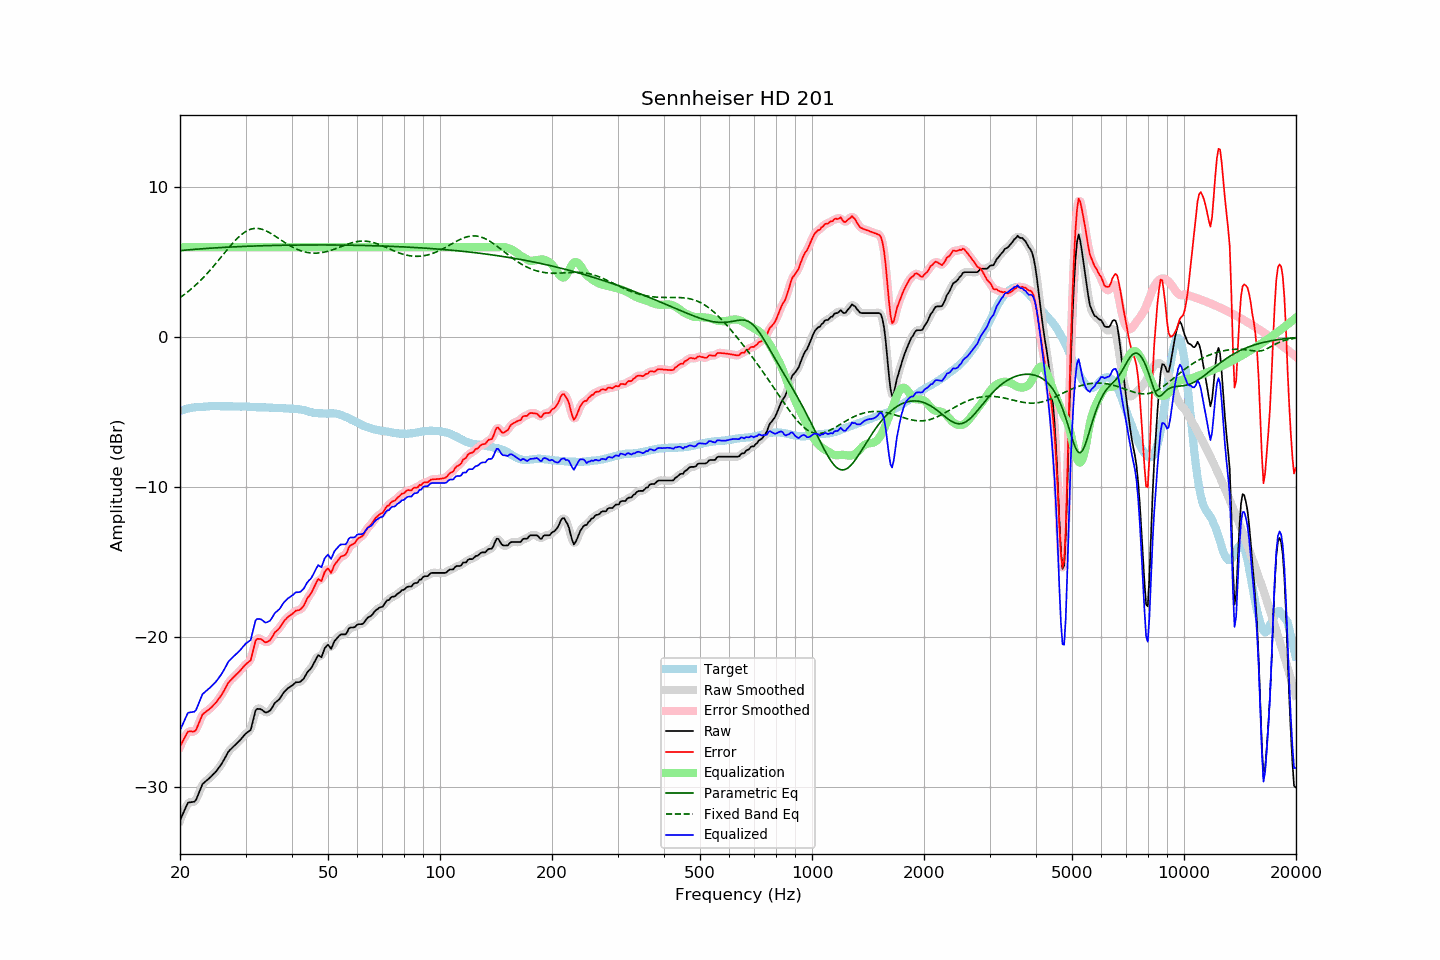 Sennheiser HD 201
Amplitude (dBr)
10
0
−10
−20
−30
Target
Raw Smoothed
Error Smoothed
Raw
Error
Equalization
Parametric Eq
Fixed Band Eq
Equalized
20 50 100 200 500 1000 2000 5000 10000 20000
Frequency (Hz)